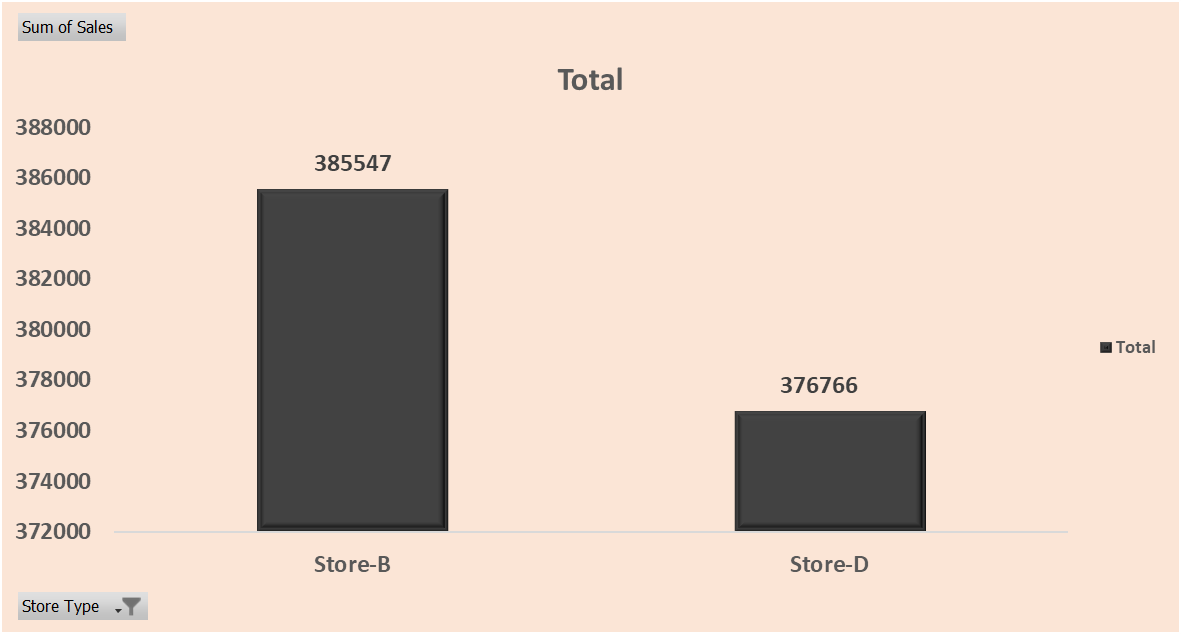 Sum of Sales
Total
388000
385547
386000
384000
382000
380000
Total
378000
376766
376000
374000
372000
Store-B
Store-D
Store Type